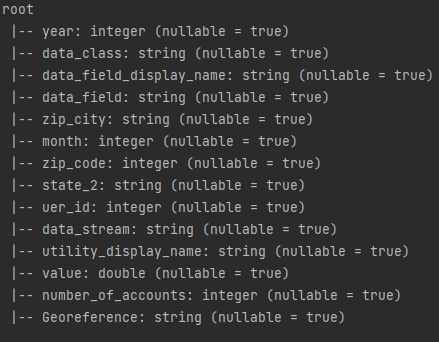 root
 |-- year: integer (nullable = true)
 |-- data_class: string (nullable = true)
 |-- data_field_display_name: string (nullable = true)
 |-- data_field: string (nullable = true)
 |-- zip_city: string (nullable = true)
 |-- month: integer (nullable = true)
 |-- zip_code: integer (nullable = true)
 |-- state_2: string (nullable = true)
 |-- uer_id: integer (nullable = true)
 |-- data_stream: string (nullable = true)
 |-- utility_display_name: string (nullable = true)
 |-- value: double (nullable = true)
 |-- number_of_accounts: integer (nullable = true)
 |-- Georeference: string (nullable = true)